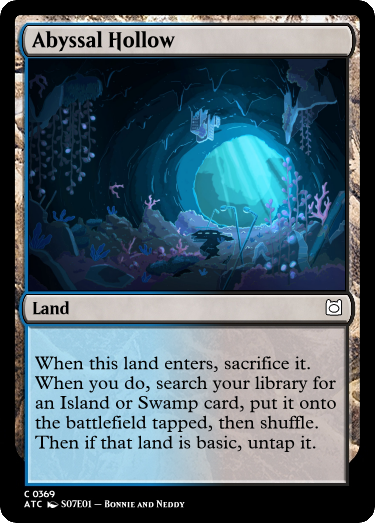 Abyssal Hollow
Land
When this land enters, sacrifice it.
When you do, search your library for
an Island or Swamp card, put it onto
the battlefield tapped, then shuffle.
Then if that land is basic, untap it.
C 0369
ATC S07E01 – Bonnie and Neddy